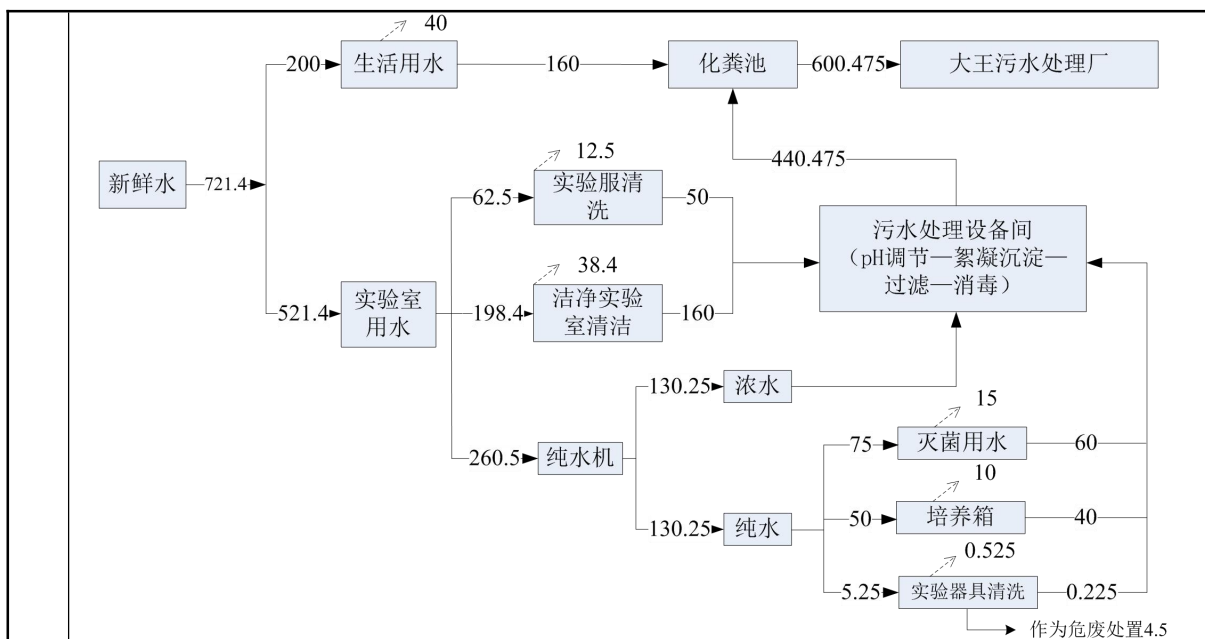 40
200
生活用水
160
化粪池
600.475
大王污水处理厂
新鲜水
721.4
12.5
440.475
62.5
实验服清
洗
50
污水处理设备间
(pH调节—絮凝沉淀—
过滤—消毒)
38.4
521.4
实验室
用水
198.4
洁净实验
室清洁
160
130.25
浓水
15
260.5
纯水机
75
灭菌用水
60
10
130.25
纯水
50
培养箱
40
0.525
5.25
实验器具清洗
0.225
作为危废处置4.5